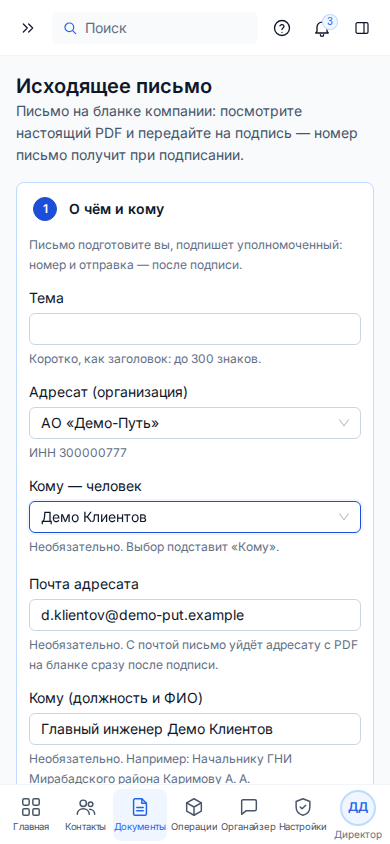 Поиск
3
Исходящее письмо
Письмо на бланке компании: посмотрите
настоящий PDF и передайте на подпись — номер
письмо получит при подписании.
1 О чём и кому
Письмо подготовите вы, подпишет уполномоченный:
номер и отправка — после подписи.
Тема
Коротко, как заголовок: до 300 знаков.
Адресат (организация)
АО «Демо-Путь»
ИНН 300000777
Кому — человек
Демо Клиентов
Необязательно. Выбор подставит «Кому».
Почта адресата
d.klientov@demo-put.example
Необязательно. С почтой письмо уйдёт адресату с PDF
на бланке сразу после подписи.
Кому (должность и ФИО)
Главный инженер Демо Клиентов
Необязательно. Например: Начальнику ГНИ
Мирабадского района Каримову А. А.
Главная Контакты Документы Операции Органайзер Настройки
ДД
Директор